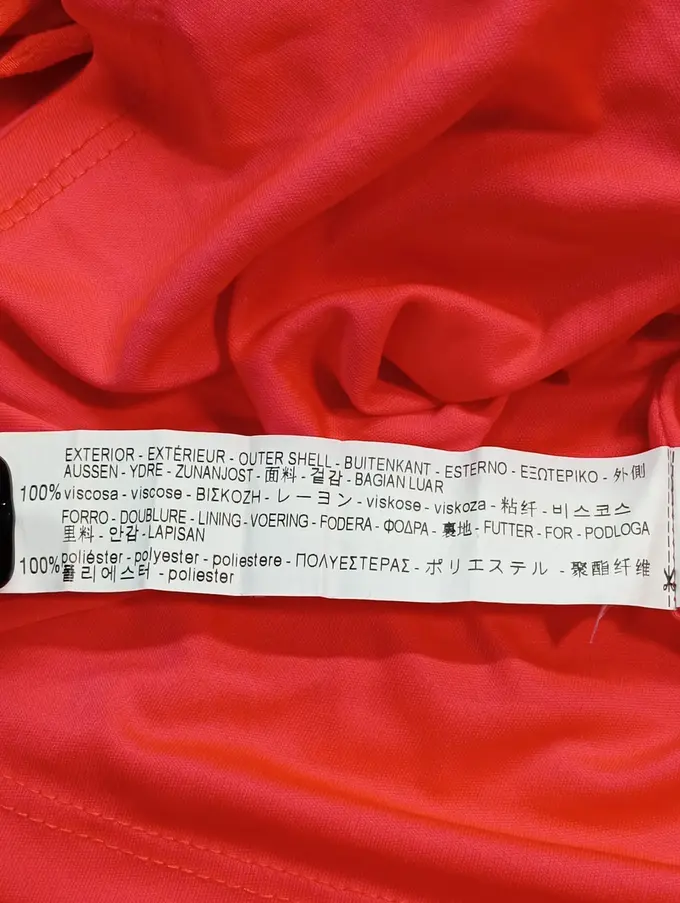 EXTERIOR - EXTÉRIEUR - OUTER SHELL - BUITENKANT - ESTERNO - ΕΞΩΤΕΡΙΚΟ - 外側
AUSSEN - YDRE - ZUNANJOST - 面料 - 겉감 - BAGIAN LUAR
100% viscosa - viscose - ΒΙΣΚΟΖΗ - レーヨン - viskose - viskoza - 粘纤 - 비스코스
FORRO - DOUBLURE - LINING - VOERING - FODERA - ΦΟΔΡΑ - 裏地 - FUTTER - FOR - PODLOGA
里料 - 안감 - LAPISAN
100% poliéster - polyester - poliestere - ΠΟΛΥΕΣΤΕΡΑΣ - ポリエステル - 聚酯纤维
폴리에스터 - poliester